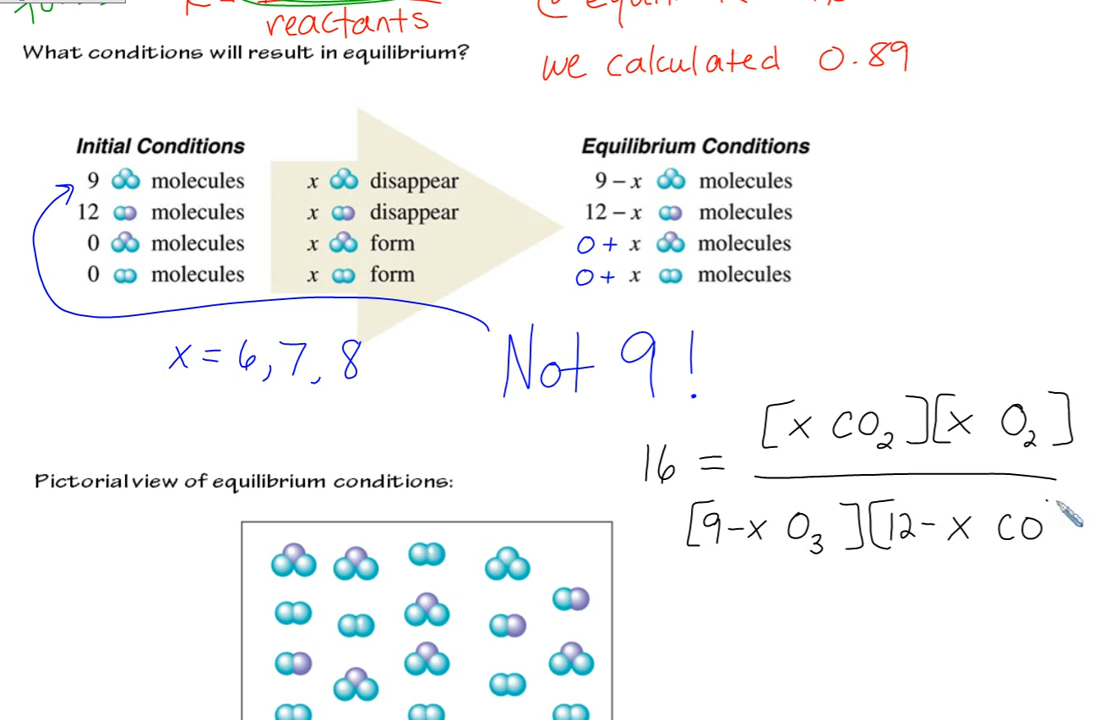 reactants
What conditions will result in equilibrium?
we calculated 0.89
Initial Conditions
9 molecules
12 molecules
0 molecules
0 molecules
x disappear
x disappear
x form
x form
Equilibrium Conditions
9 – x molecules
12 – x molecules
0 + x molecules
0 + x molecules
x = 6, 7, 8
Not 9!
16 = [x CO₂][x O₂]
[9-x O₃][12-x CO
Pictorial view of equilibrium conditions: